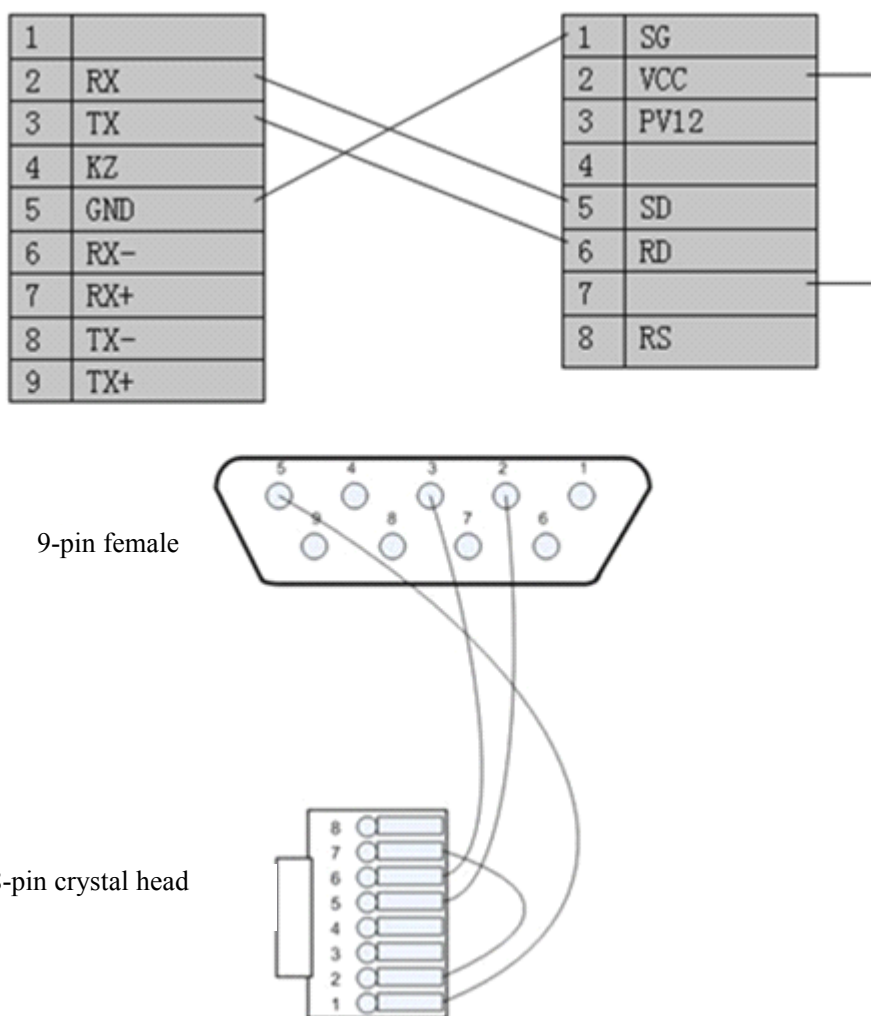 1
2 RX
3 TX
4 KZ
5 GND
6 RX-
7 RX+
8 TX-
9 TX+
1 SG
2 VCC
3 PV12
4
5 SD
6 RD
7
8 RS
5 4 3 2 1
9 8 7 6
9-pin female
-pin crystal head
8
7
6
5
4
3
2
1